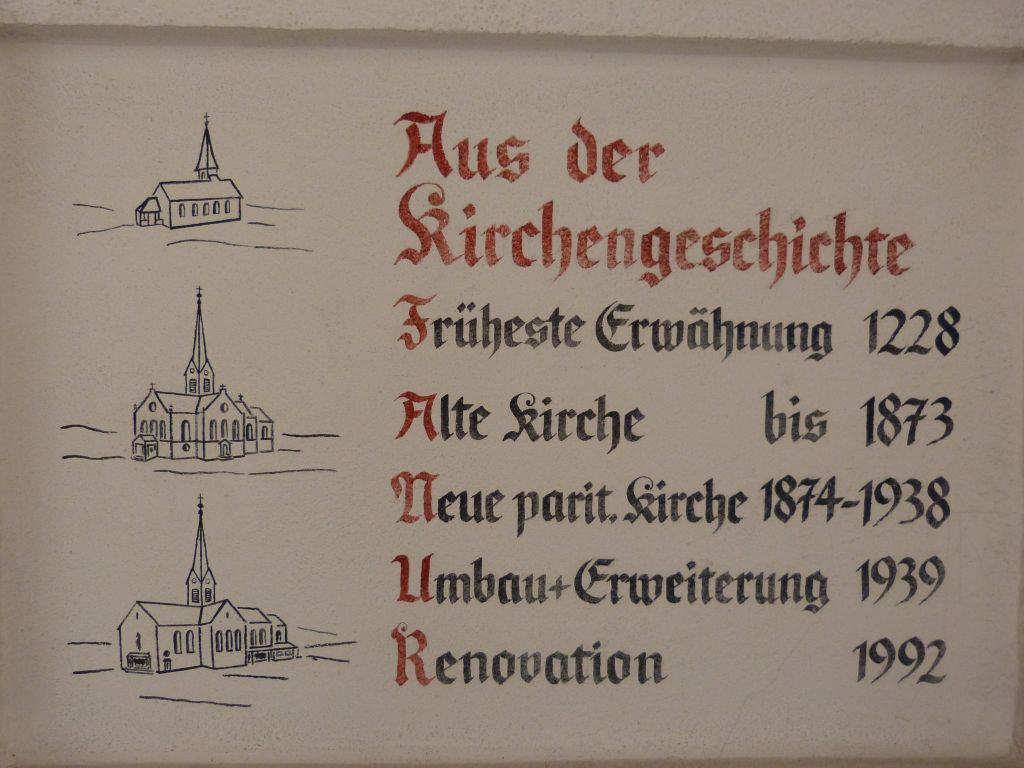 Aus der
Kirchengeschichte
Früheste Erwähnung 1228
Alte Kirche bis 1873
Neue parit. Kirche 1874-1938
Umbau + Erweiterung 1939
Renovation 1992